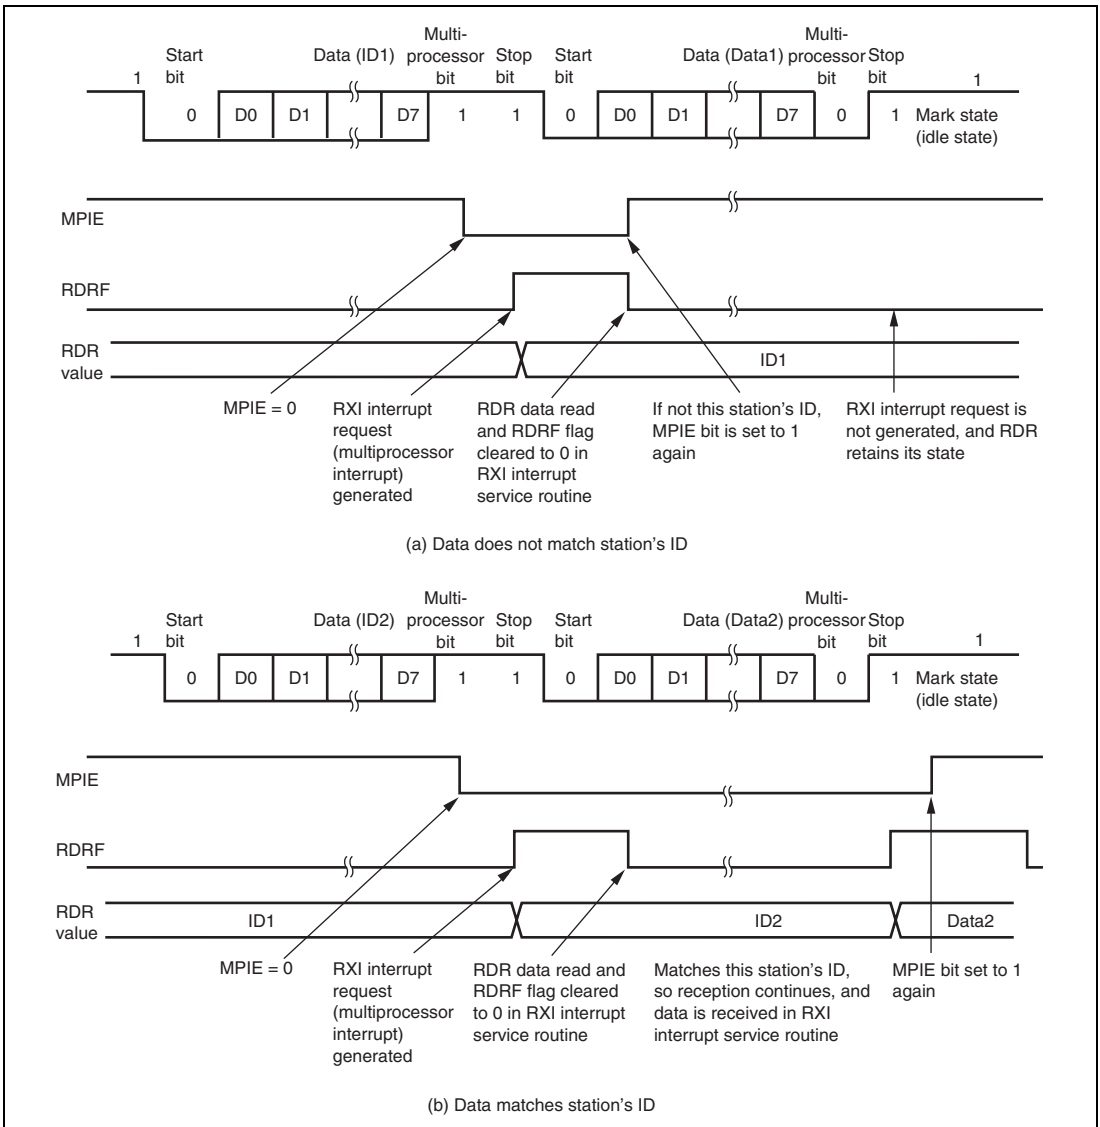 Multi-
Start Data (ID1) processor Stop Start Data (Data1) Multi-
processor Stop
1 bit bit bit bit bit bit 1
0 D0 D1 D7 1 1 0 D0 D1 D7 0 1 Mark state
(idle state)
MPIE
RDRF
RDR
value
ID1
MPIE = 0
RXI interrupt
request
(multiprocessor
interrupt)
generated
RDR data read
and RDRF flag
cleared to 0 in
RXI interrupt
service routine
If not this station's ID,
MPIE bit is set to 1
again
RXI interrupt request is
not generated, and RDR
retains its state
(a) Data does not match station's ID
Multi-
Start Data (ID2) processor Stop Start Data (Data2) Multi-
processor Stop
1 bit bit bit bit bit bit 1
0 D0 D1 D7 1 1 0 D0 D1 D7 0 1 Mark state
(idle state)
MPIE
RDRF
RDR
value
ID1 ID2 Data2
MPIE = 0
RXI interrupt
request
(multiprocessor
interrupt)
generated
RDR data read and
RDRF flag cleared
to 0 in RXI interrupt
service routine
Matches this station's ID,
so reception continues, and
data is received in RXI
interrupt service routine
MPIE bit set to 1
again
(b) Data matches station's ID